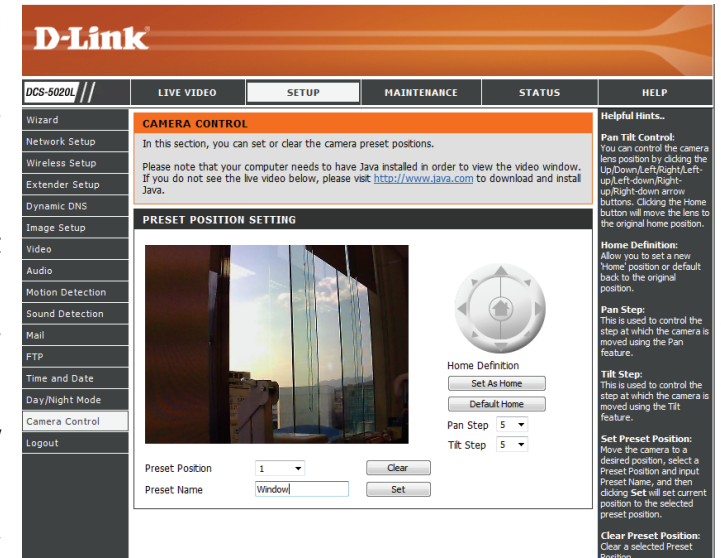 D-Link
DCS-5020L
LIVE VIDEO
SETUP
MAINTENANCE
STATUS
HELP
Wizard
Network Setup
Wireless Setup
Extender Setup
Dynamic DNS
Image Setup
Video
Audio
Motion Detection
Sound Detection
Mail
FTP
Time and Date
Day/Night Mode
Camera Control
Logout
CAMERA CONTROL
In this section, you can set or clear the camera preset positions.
Please note that your computer needs to have Java installed in order to view the video window.
If you do not see the live video below, please visit http://www.java.com to download and install
Java.
PRESET POSITION SETTING
Home Definition
Set As Home
Default Home
Pan Step 5
Tilt Step 5
Preset Position 1 Clear
Preset Name Window Set
Helpful Hints..
Pan Tilt Control:
You can control the camera
lens position by clicking the
Up/Down/Left/Right/Left-
up/Left-down/Right-
up/Right-down arrow
buttons. Clicking the Home
button will move the lens to
the original home position.
Home Definition:
Allow you to set a new
'Home' position or default
back to the original
position.
Pan Step:
This is used to control the
step at which the camera is
moved using the Pan
feature.
Tilt Step:
This is used to control the
step at which the camera is
moved using the Tilt
feature.
Set Preset Position:
Move the camera to a
desired position, select a
Preset Position and input
Preset Name, and then
clicking Set will set current
position to the selected
preset position.
Clear Preset Position:
Clear a selected Preset
Position